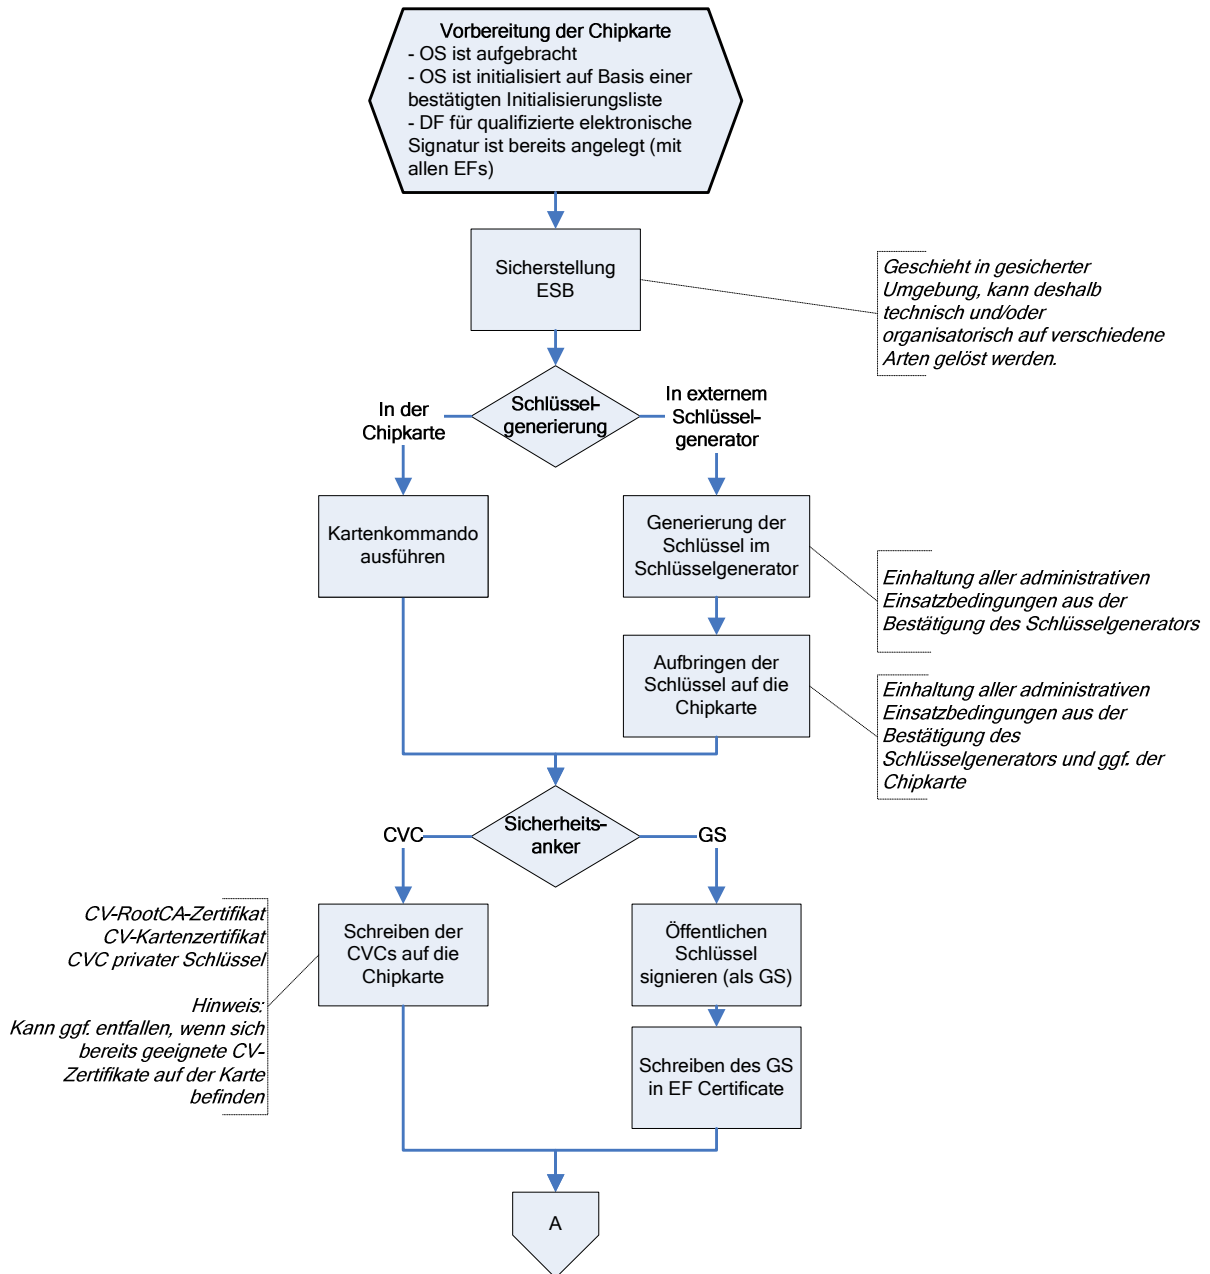 Vorbereitung der Chipkarte
- OS ist aufgebracht
- OS ist initialisiert auf Basis einer
bestätigten Initialisierungsliste
- DF für qualifizierte elektronische
Signatur ist bereits angelegt (mit
allen EFs)
Sicherstellung
ESB
Geschieht in gesicherter
Umgebung, kann deshalb
technisch und/oder
organisatorisch auf verschiedene
Arten gelöst werden.
Schlüssel-
generierung
In der
Chipkarte
In externem
Schlüssel-
generator
Kartenkommando
ausführen
Generierung der
Schlüssel im
Schlüsselgenerator
Einhaltung aller administrativen
Einsatzbedingungen aus der
Bestätigung des Schlüsselgenerators
Aufbringen der
Schlüssel auf die
Chipkarte
Einhaltung aller administrativen
Einsatzbedingungen aus der
Bestätigung des
Schlüsselgenerators und ggf. der
Chipkarte
Sicherheits-
anker
CVC
GS
CV-RootCA-Zertifikat
CV-Kartenzertifikat
CVC privater Schlüssel
Hinweis:
Kann ggf. entfallen, wenn sich
bereits geeignete CV-
Zertifikate auf der Karte
befinden
Schreiben der
CVCs auf die
Chipkarte
Öffentlichen
Schlüssel
signieren (als GS)
Schreiben des GS
in EF Certificate
A